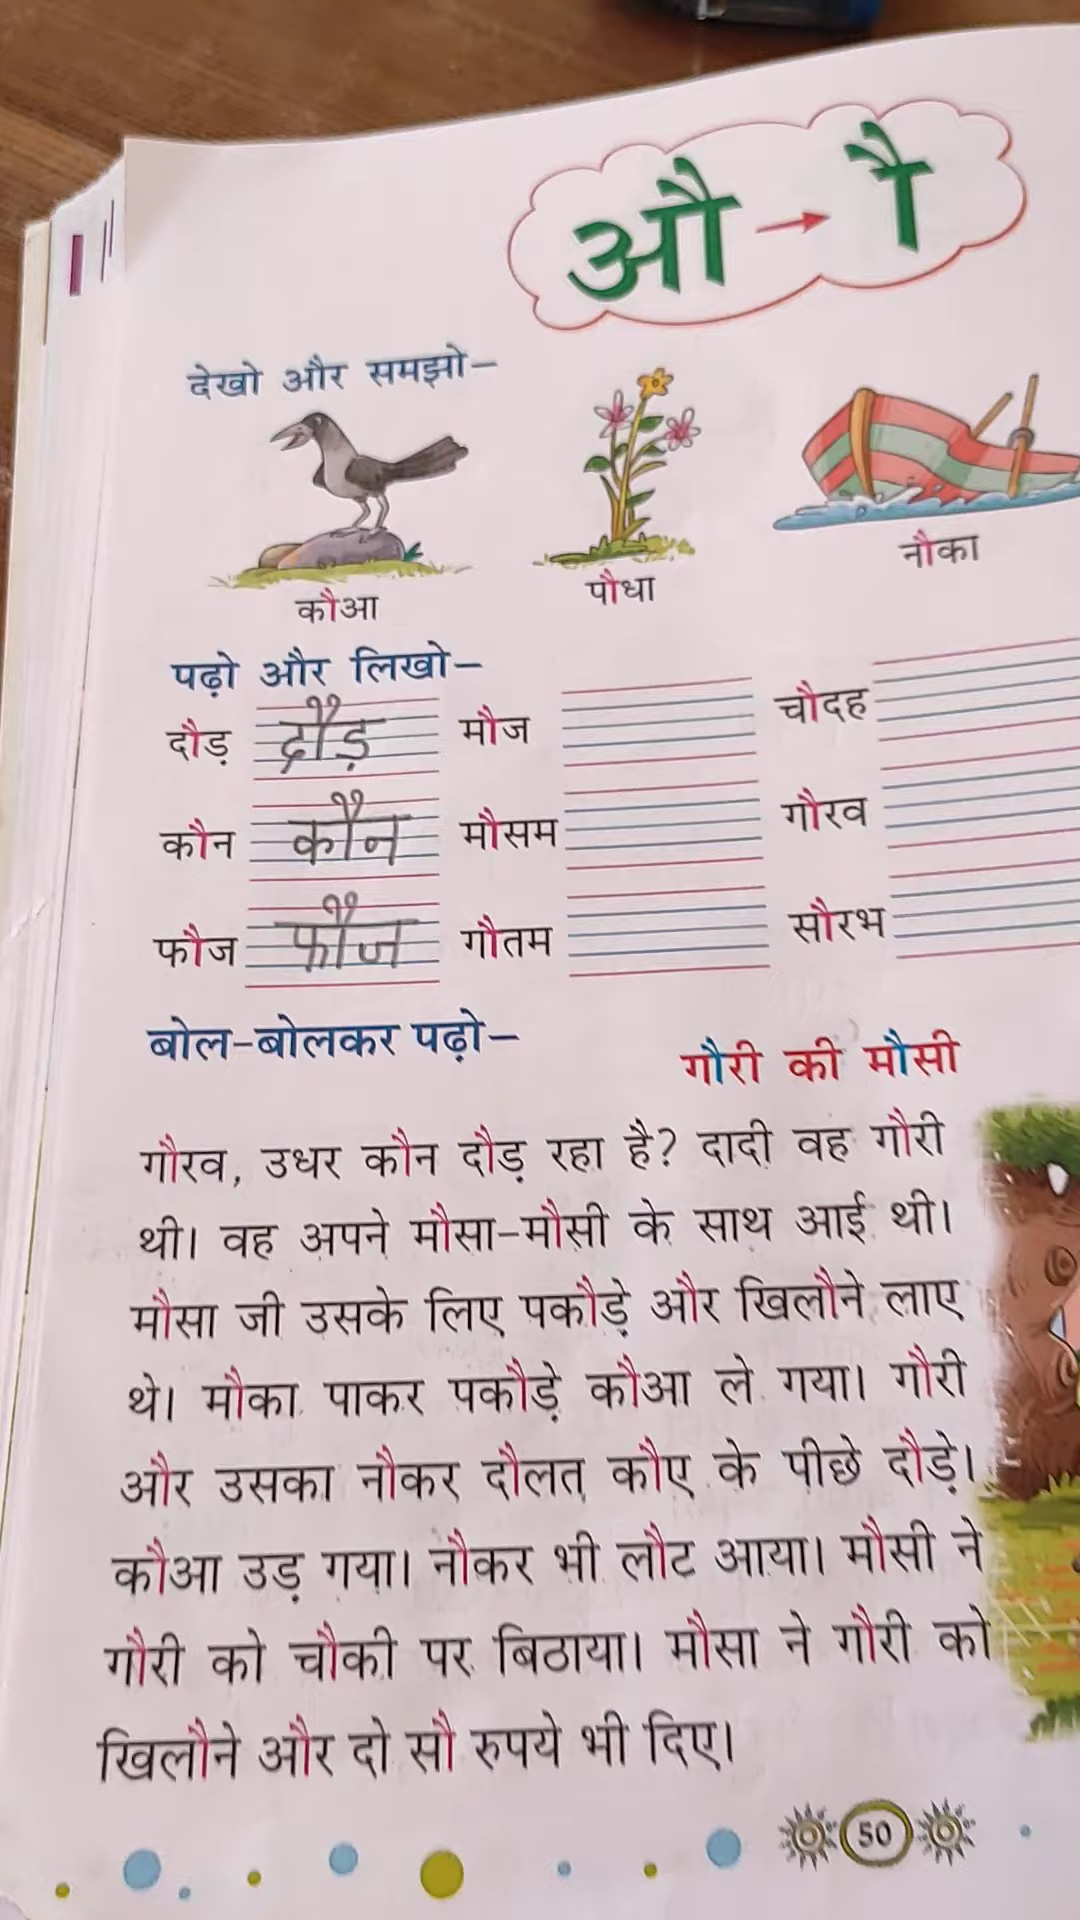 औ → ौ
देखो और समझो–
कौआ
पौधा
नौका
पढ़ो और लिखो–
दौड़ दौड़ मौज चौदह
कौन कौन मौसम गौरव
फौज फौज गौतम सौरभ
बोल-बोलकर पढ़ो–
गौरी की मौसी
गौरव, उधर कौन दौड़ रहा है? दादी वह गौरी
थी। वह अपने मौसा-मौसी के साथ आई थी।
मौसा जी उसके लिए पकौड़े और खिलौने लाए
थे। मौका पाकर पकौड़े कौआ ले गया। गौरी
और उसका नौकर दौलत कौए के पीछे दौड़े।
कौआ उड़ गया। नौकर भी लौट आया। मौसी ने
गौरी को चौकी पर बिठाया। मौसा ने गौरी को
खिलौने और दो सौ रुपये भी दिए।
50